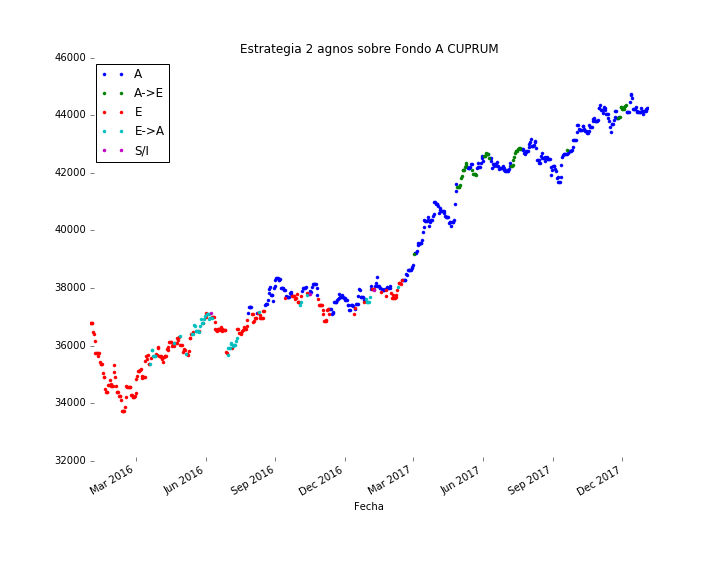 Estrategia 2 agnos sobre Fondo A CUPRUM
46000
44000
42000
40000
38000
36000
34000
32000
A
A->E
E
E->A
S/I
Mar 2016
Jun 2016
Sep 2016
Dec 2016
Mar 2017
Jun 2017
Sep 2017
Dec 2017
Fecha